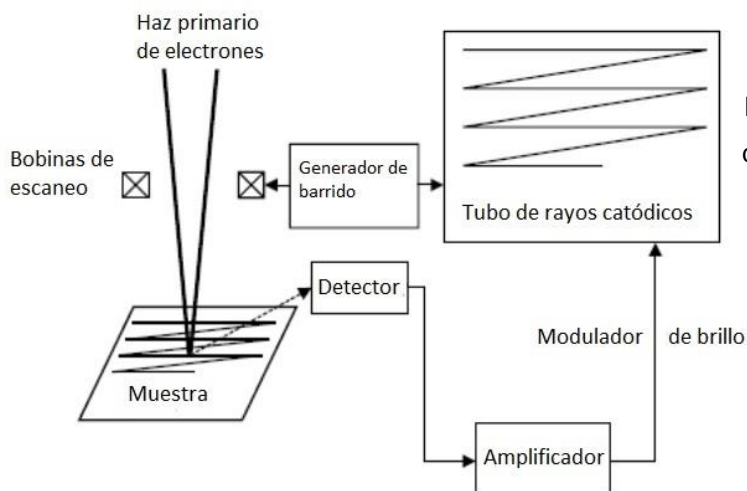 Haz primario
de electrones
Bobinas de
escaneo
Generador de
barrido
Tubo de rayos catódicos
Detector
Modulador de brillo
Muestra
Amplificador